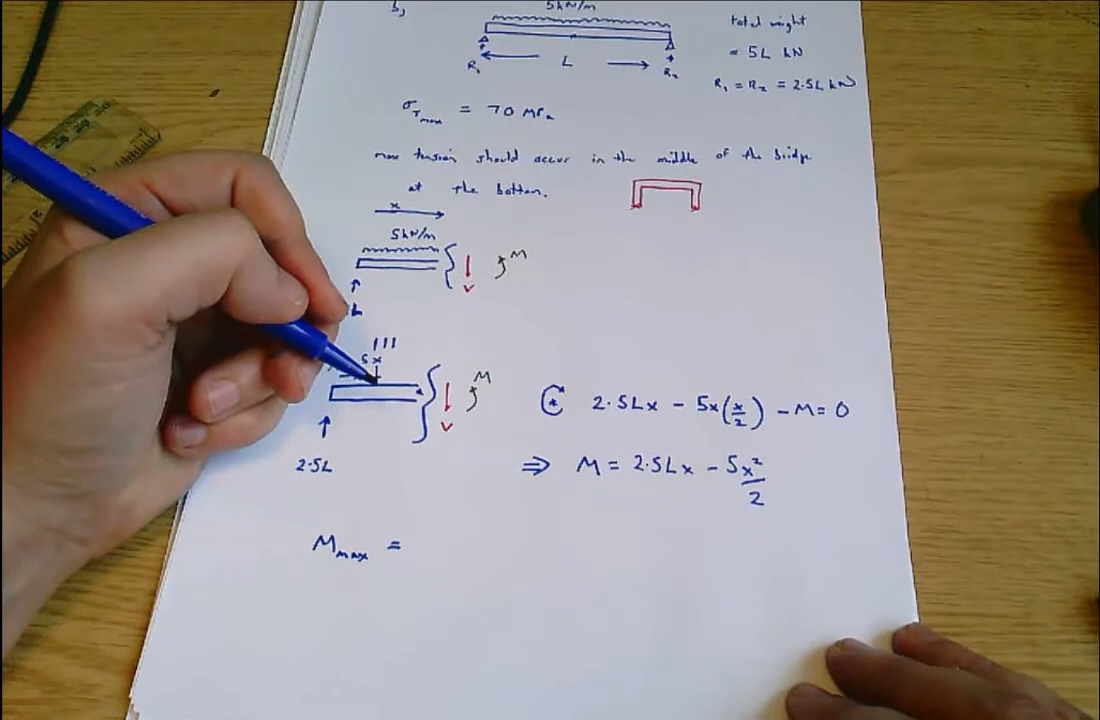 b,
5kN/m
R₁
L
R₂
total weight
= 5L kN
R₁ = R₂ = 2.5L kN
σ_Tmax = 70 MPa
max tension should occur in the middle of the bridge
at the bottom.
x
5kN/m
V
M
L
5x
V
M
2.5L
2.5Lx - 5x(x/2) - M = 0
⇒ M = 2.5Lx - 5x²/2
M_max =